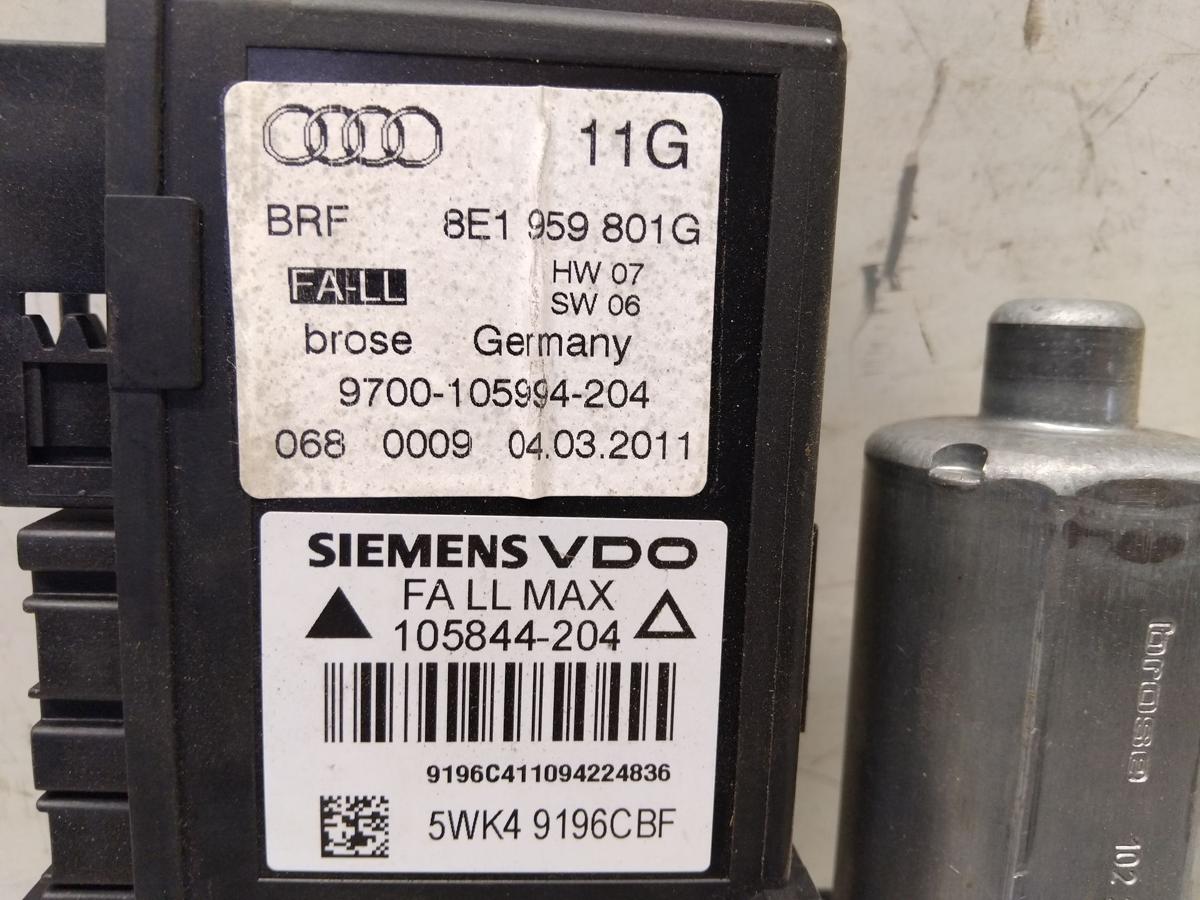 11G
BRF 8E1 959 801G
FA-LL HW 07
SW 06
brose Germany
9700-105994-204
068 0009 04.03.2011
SIEMENS VDO
FA LL MAX
105844-204
9196C411094224836
5WK4 9196CBF
brose 102